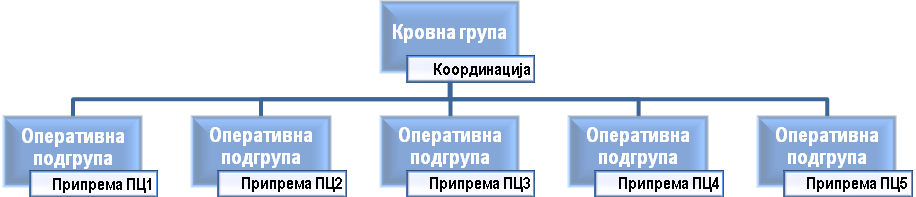 Кровна група
Координација
Оперативна
подгрупа
Припрема ПЦ1
Оперативна
подгрупа
Припрема ПЦ2
Оперативна
подгрупа
Припрема ПЦ3
Оперативна
подгрупа
Припрема ПЦ4
Оперативна
подгрупа
Припрема ПЦ5